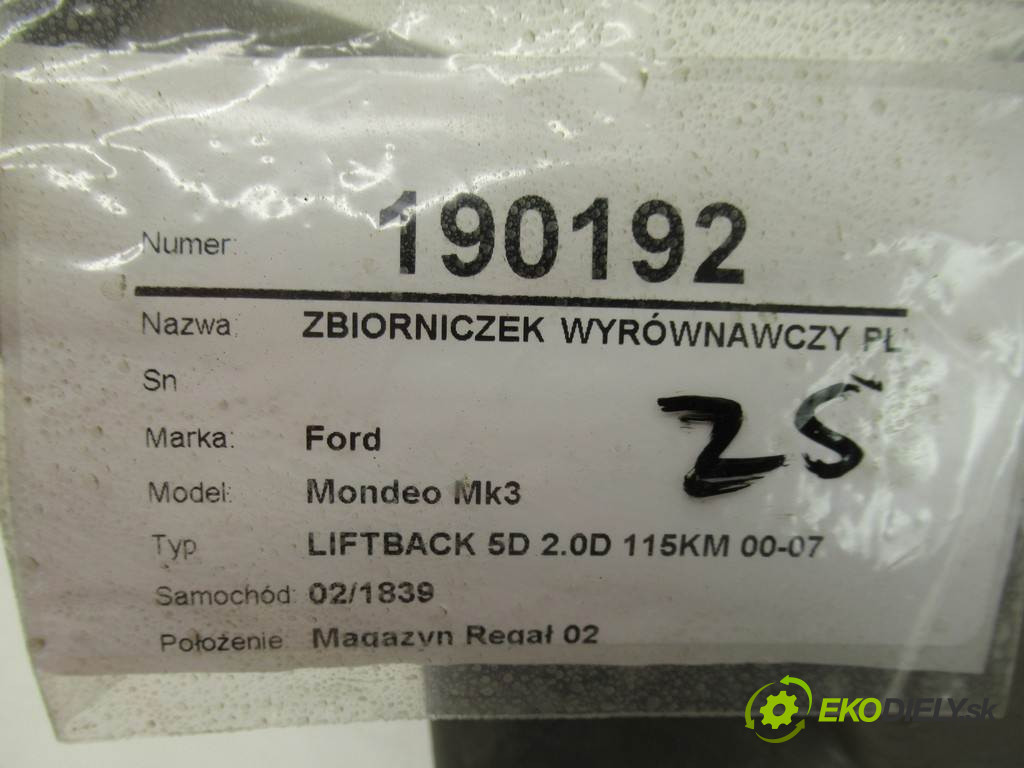 Numer: 190192
Nazwa: ZBIORNICZEK WYRÓWNAWCZY PŁ
Sn
Marka: Ford
Model: Mondeo Mk3
Typ LIFTBACK 5D 2.0D 115KM 00-07
Samochód: 02/1839
Położenie Magazyn Regał 02
ZS
EKODIELY.sk